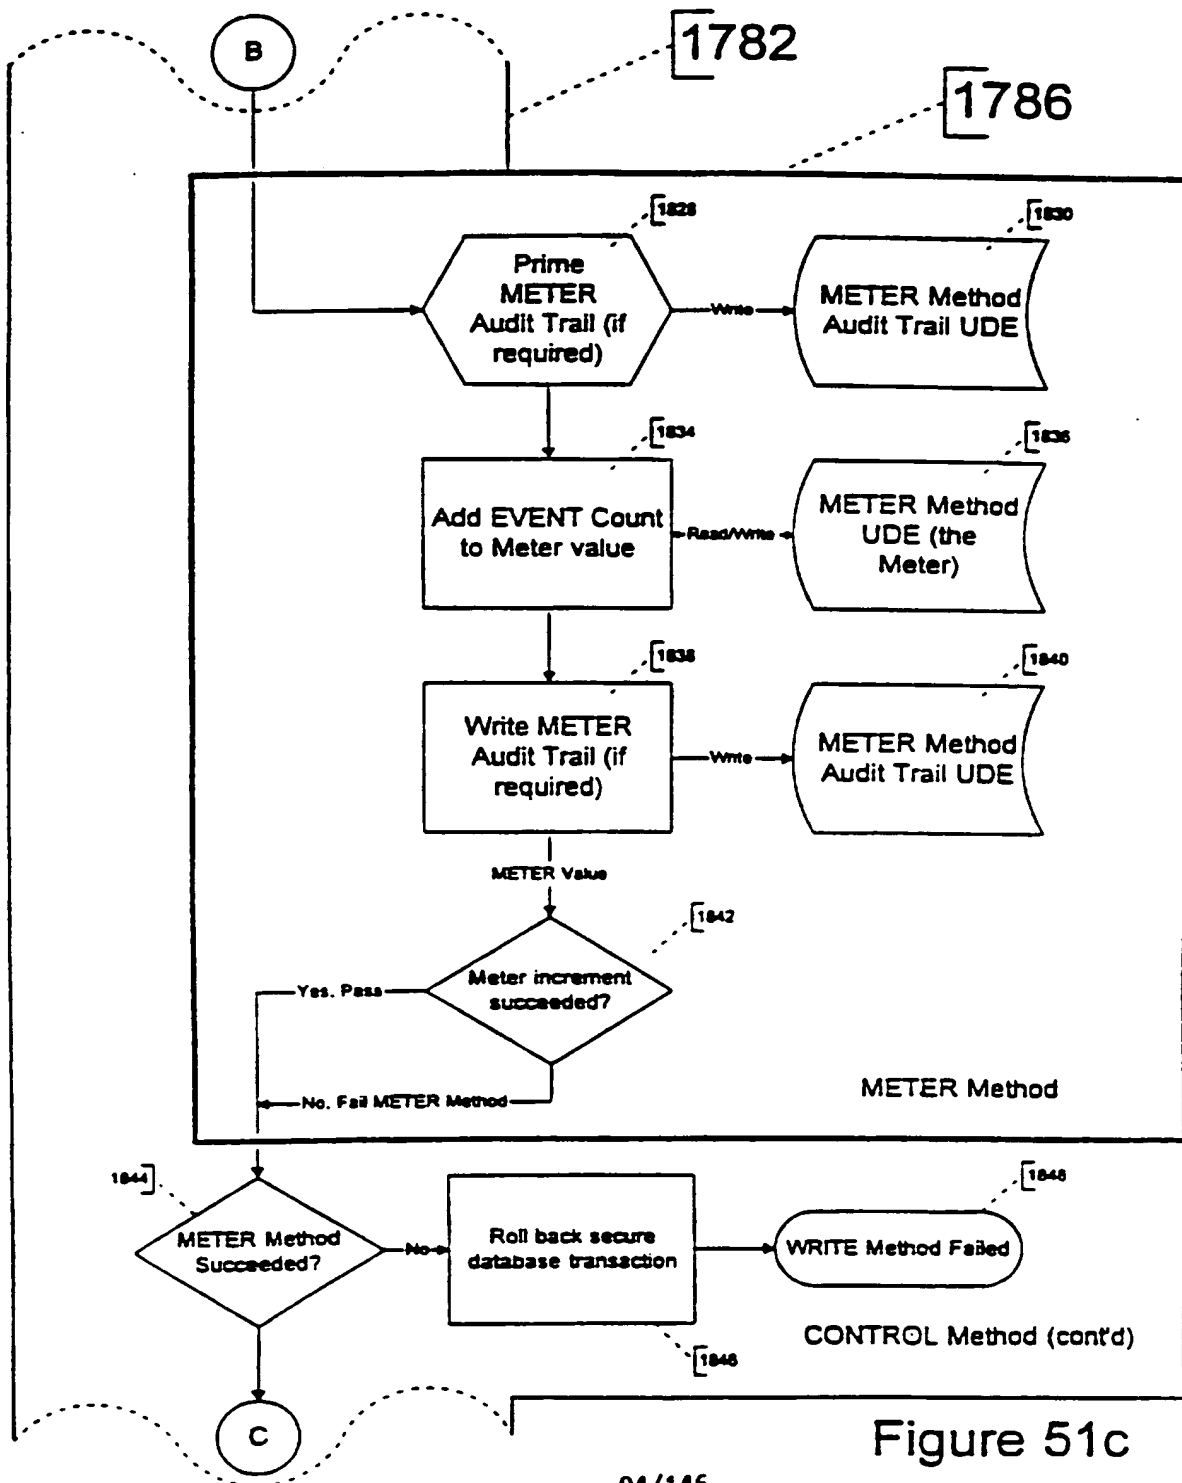 B
1782
1786
1828
Prime
METER
Audit Trail (if
required)
Write
1830
METER Method
Audit Trail UDE
1834
Add EVENT Count
to Meter value
Read/Write
1836
METER Method
UDE (the
Meter)
1838
Write METER
Audit Trail (if
required)
Write
1840
METER Method
Audit Trail UDE
METER Value
1842
Meter increment
succeeded?
Yes. Pass
No. Fail METER Method
METER Method
1844
METER Method
Succeeded?
No
Roll back secure
database transaction
1846
1848
WRITE Method Failed
CONTROL Method (cont'd)
C
Figure 51c
94/146